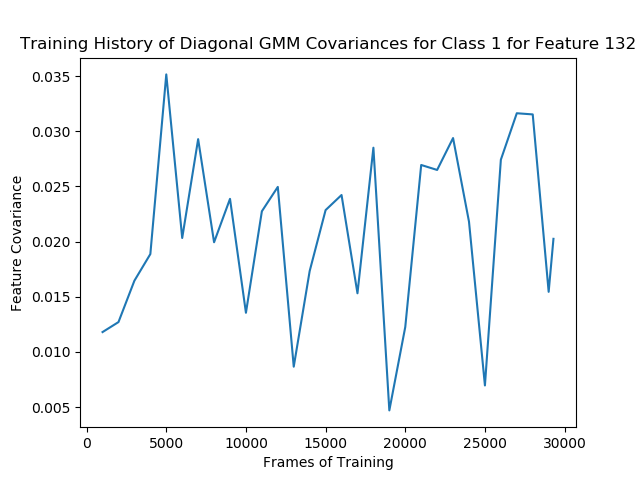 Training History of Diagonal GMM Covariances for Class 1 for Feature 132
0.035
0.030
0.025
0.020
0.015
0.010
0.005
Feature Covariance
0 5000 10000 15000 20000 25000 30000
Frames of Training